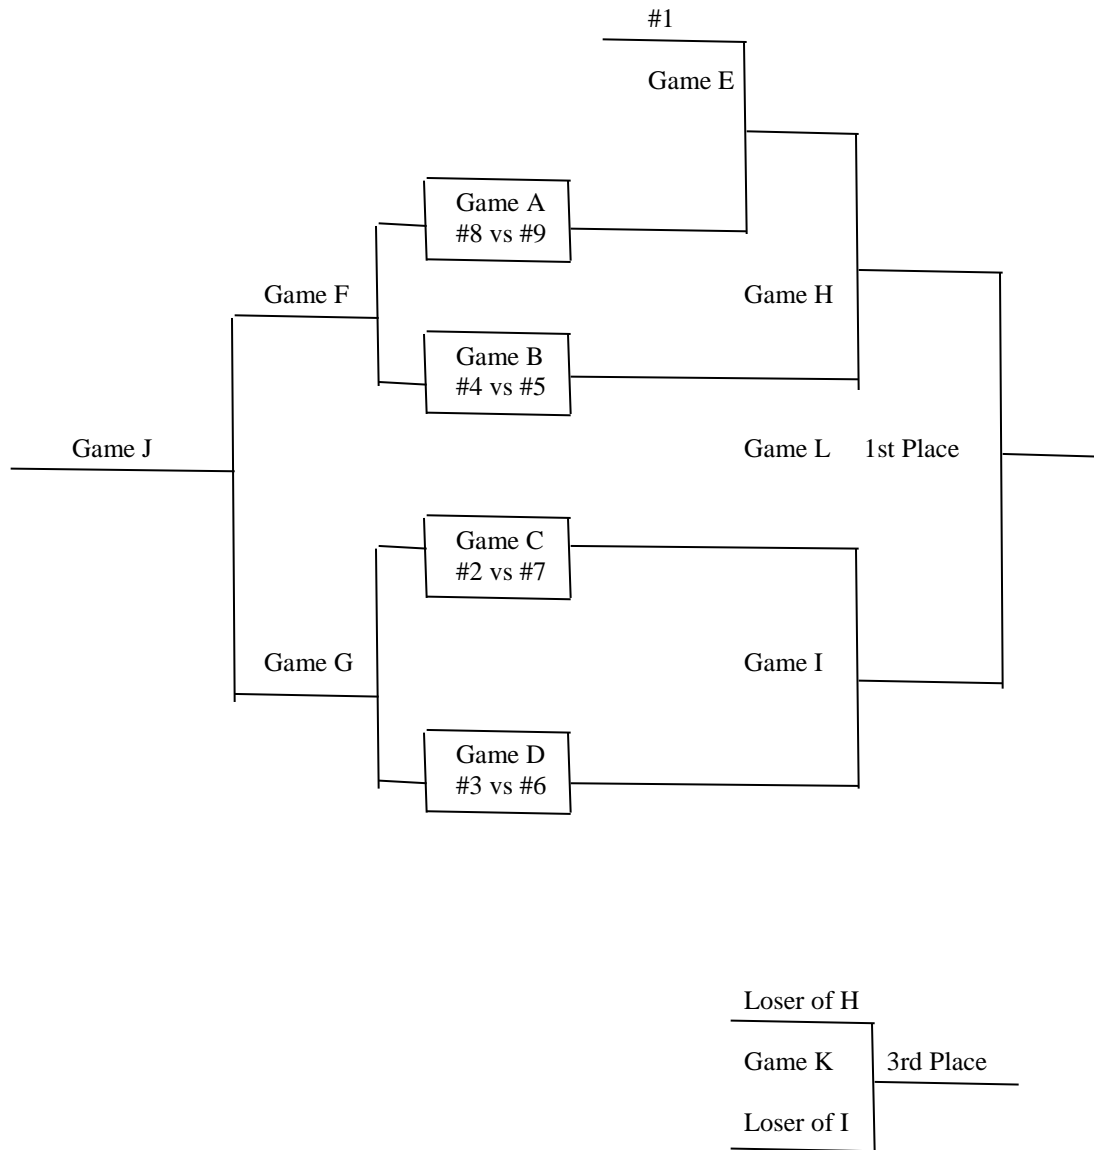 #1
Game E
Game A
#8 vs #9
Game F
Game H
Game B
#4 vs #5
Game J
Game L
1st Place
Game C
#2 vs #7
Game G
Game I
Game D
#3 vs #6
Loser of H
Game K
3rd Place
Loser of I